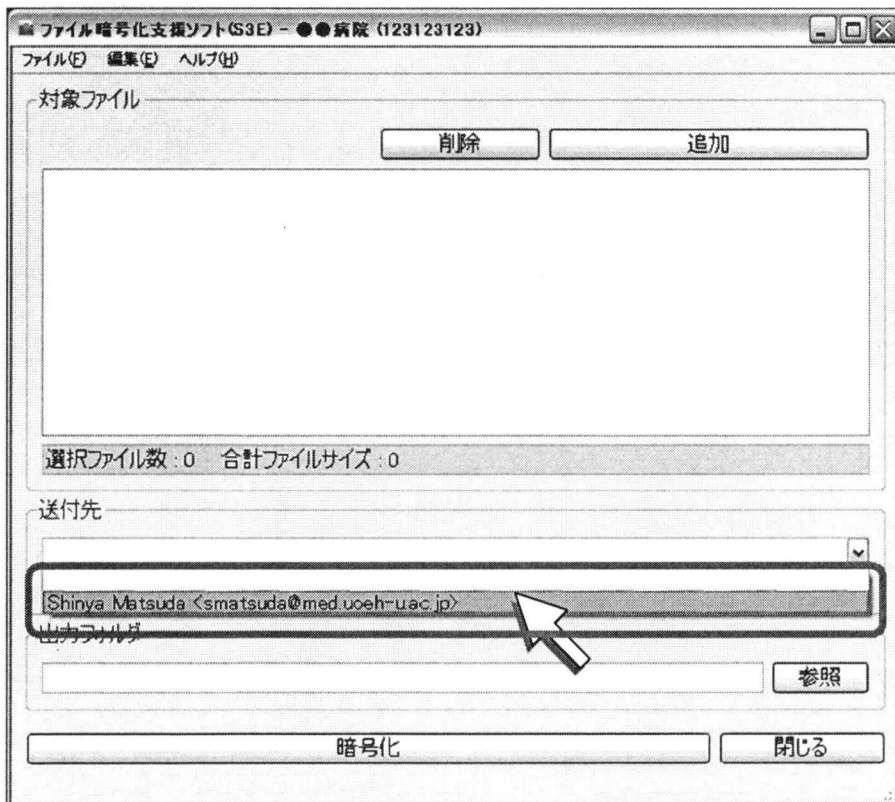 ファイル暗号化支援ソフト(S3E) - ●●病院 (123123123)
ファイル(F) 編集(E) ヘルプ(H)
対象ファイル
削除 追加
選択ファイル数 : 0 合計ファイルサイズ : 0
送付先
Shinya Matsuda <smatsuda@med.uoeh-u.ac.jp>
出力フォルダ
参照
暗号化 閉じる